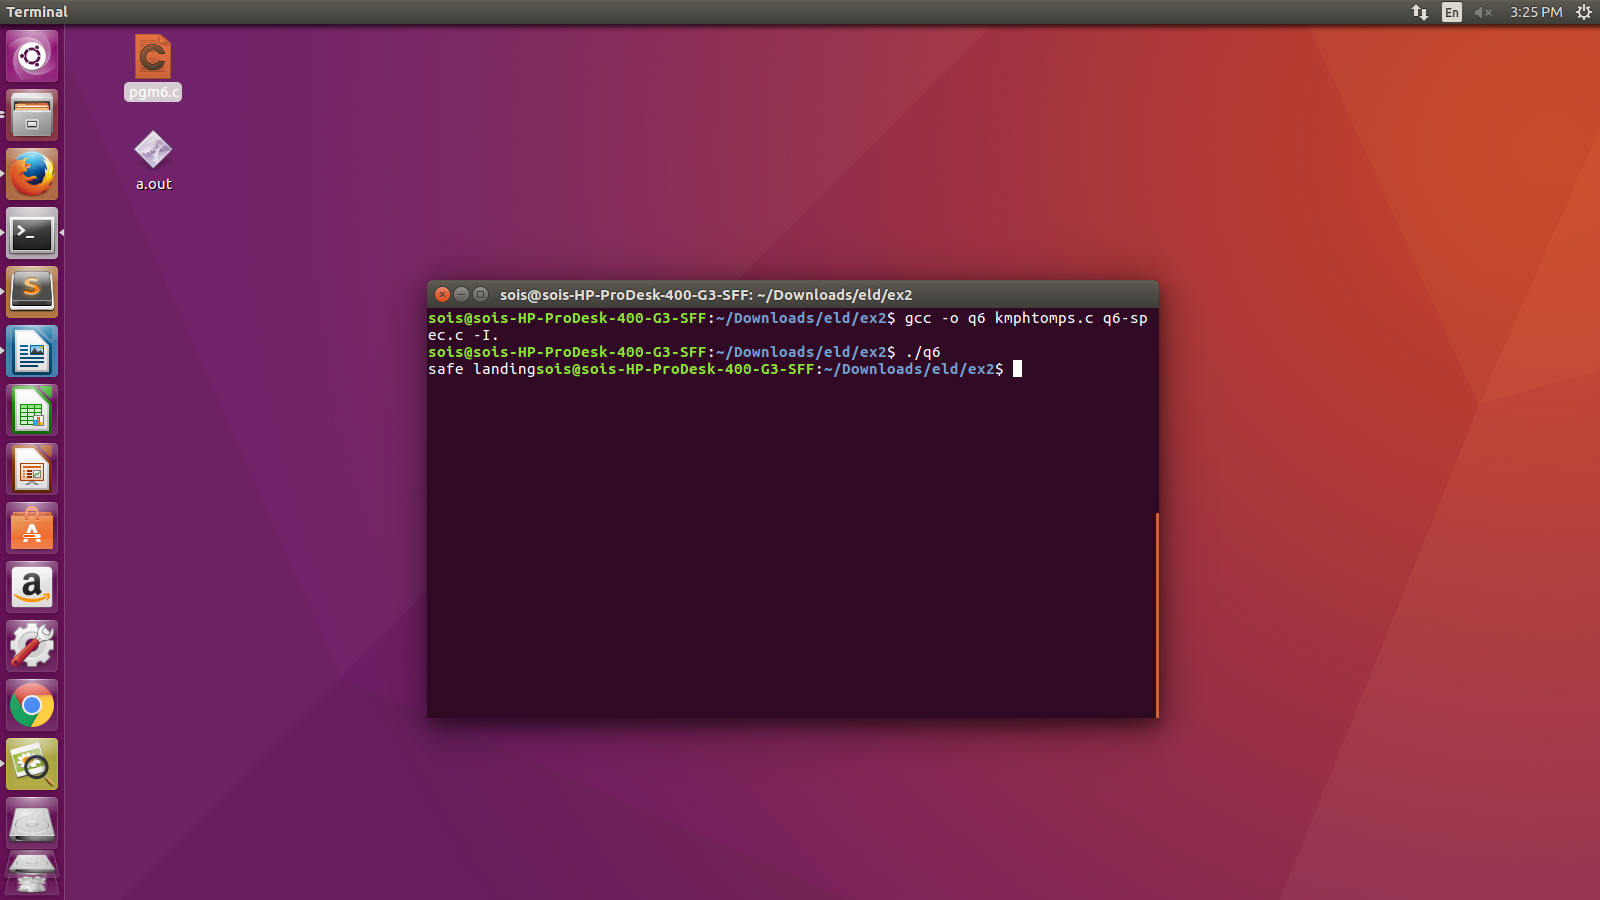 Terminal
En
3:25 PM
pgm6.c
a.out
sois@sois-HP-ProDesk-400-G3-SFF: ~/Downloads/eld/ex2
sois@sois-HP-ProDesk-400-G3-SFF:~/Downloads/eld/ex2$ gcc -o q6 kmphtomps.c q6-sp
ec.c -I.
sois@sois-HP-ProDesk-400-G3-SFF:~/Downloads/eld/ex2$ ./q6
safe landingsois@sois-HP-ProDesk-400-G3-SFF:~/Downloads/eld/ex2$